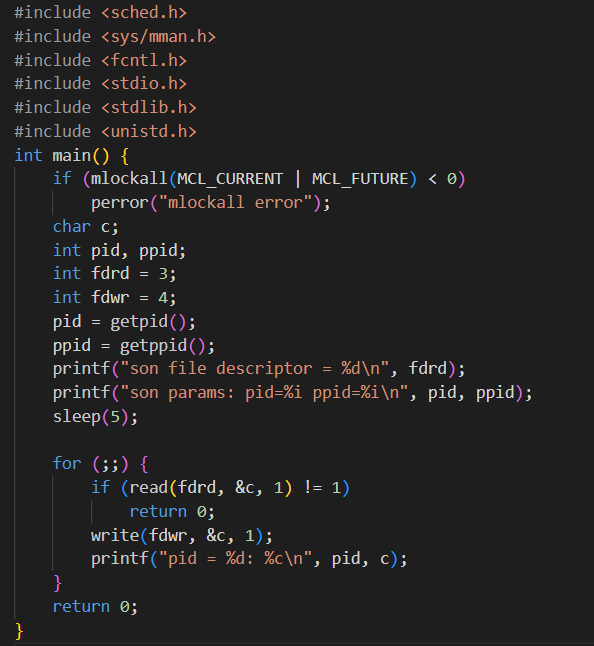 #include <sched.h>
#include <sys/mman.h>
#include <fcntl.h>
#include <stdio.h>
#include <stdlib.h>
#include <unistd.h>
int main() {
    if (mlockall(MCL_CURRENT | MCL_FUTURE) < 0)
        perror("mlockall error");
    char c;
    int pid, ppid;
    int fdrd = 3;
    int fdwr = 4;
    pid = getpid();
    ppid = getppid();
    printf("son file descriptor = %d\n", fdrd);
    printf("son params: pid=%i ppid=%i\n", pid, ppid);
    sleep(5);

    for (;;) {
        if (read(fdrd, &c, 1) != 1)
            return 0;
        write(fdwr, &c, 1);
        printf("pid = %d: %c\n", pid, c);
    }
    return 0;
}